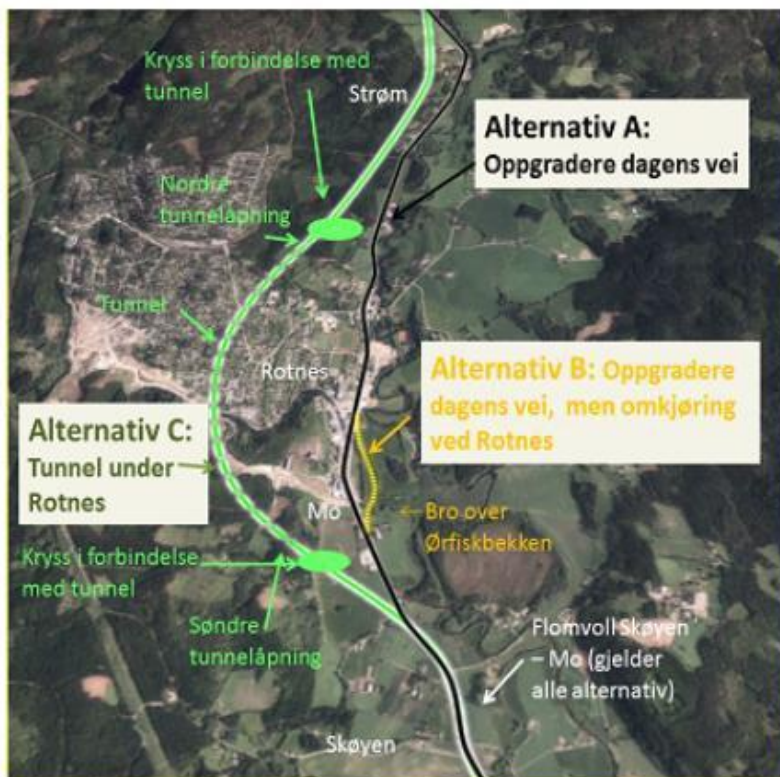 Kryss i forbindelse med
tunnel
Strøm
Alternativ A:
Oppgradere dagens vei
Nordre
tunnelåpning
Tunnel
Rotnes
Alternativ B: Oppgradere
dagens vei, men omkjøring
ved Rotnes
Alternativ C:
Tunnel under
Rotnes
Mo
Bro over
Ørfiskbekken
Kryss i forbindelse
med tunnel
Søndre
tunnelåpning
Flomvoll Skøyen
– Mo (gjelder
alle alternativ)
Skøyen